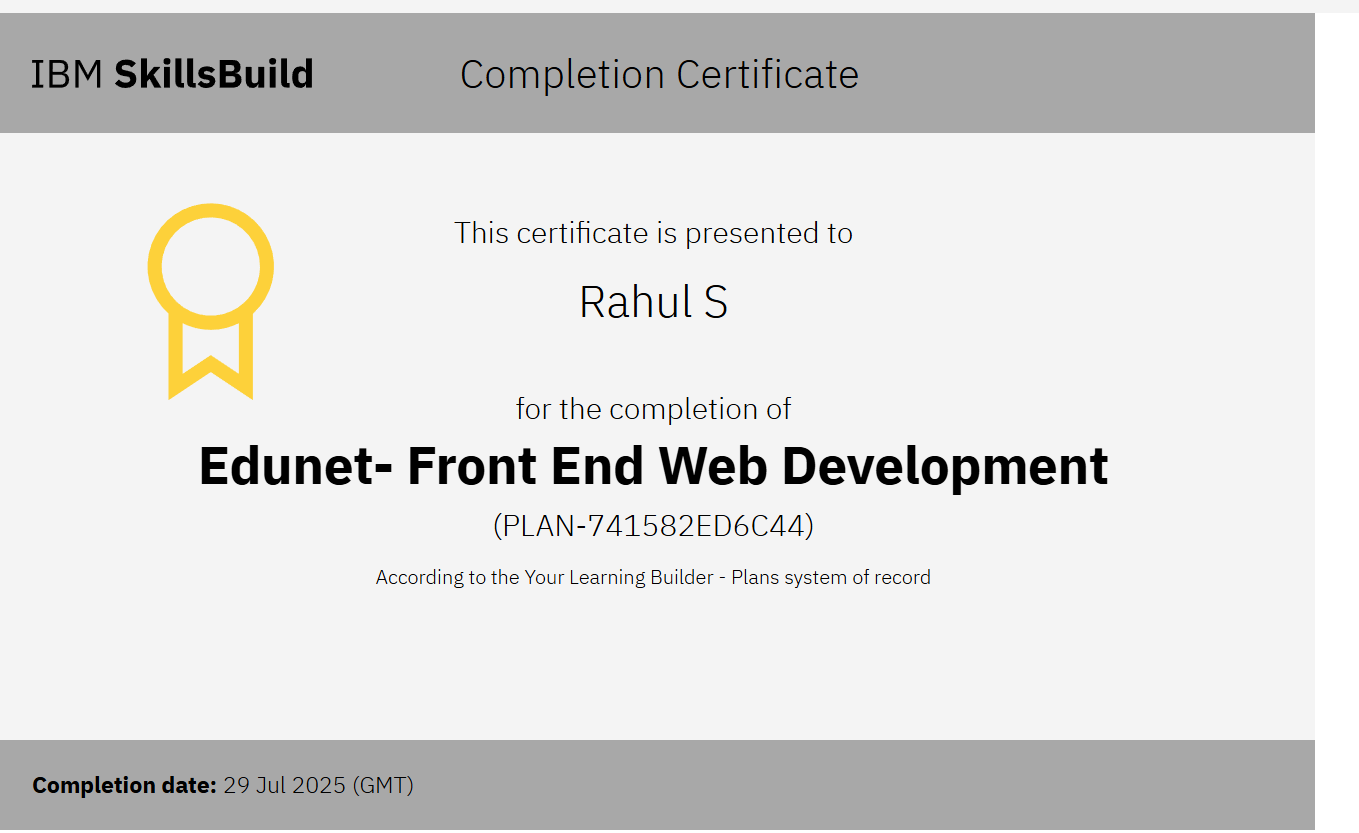 IBM SkillsBuild
Completion Certificate
This certificate is presented to
Rahul S
for the completion of
Edunet- Front End Web Development
(PLAN-741582ED6C44)
According to the Your Learning Builder - Plans system of record
Completion date: 29 Jul 2025 (GMT)